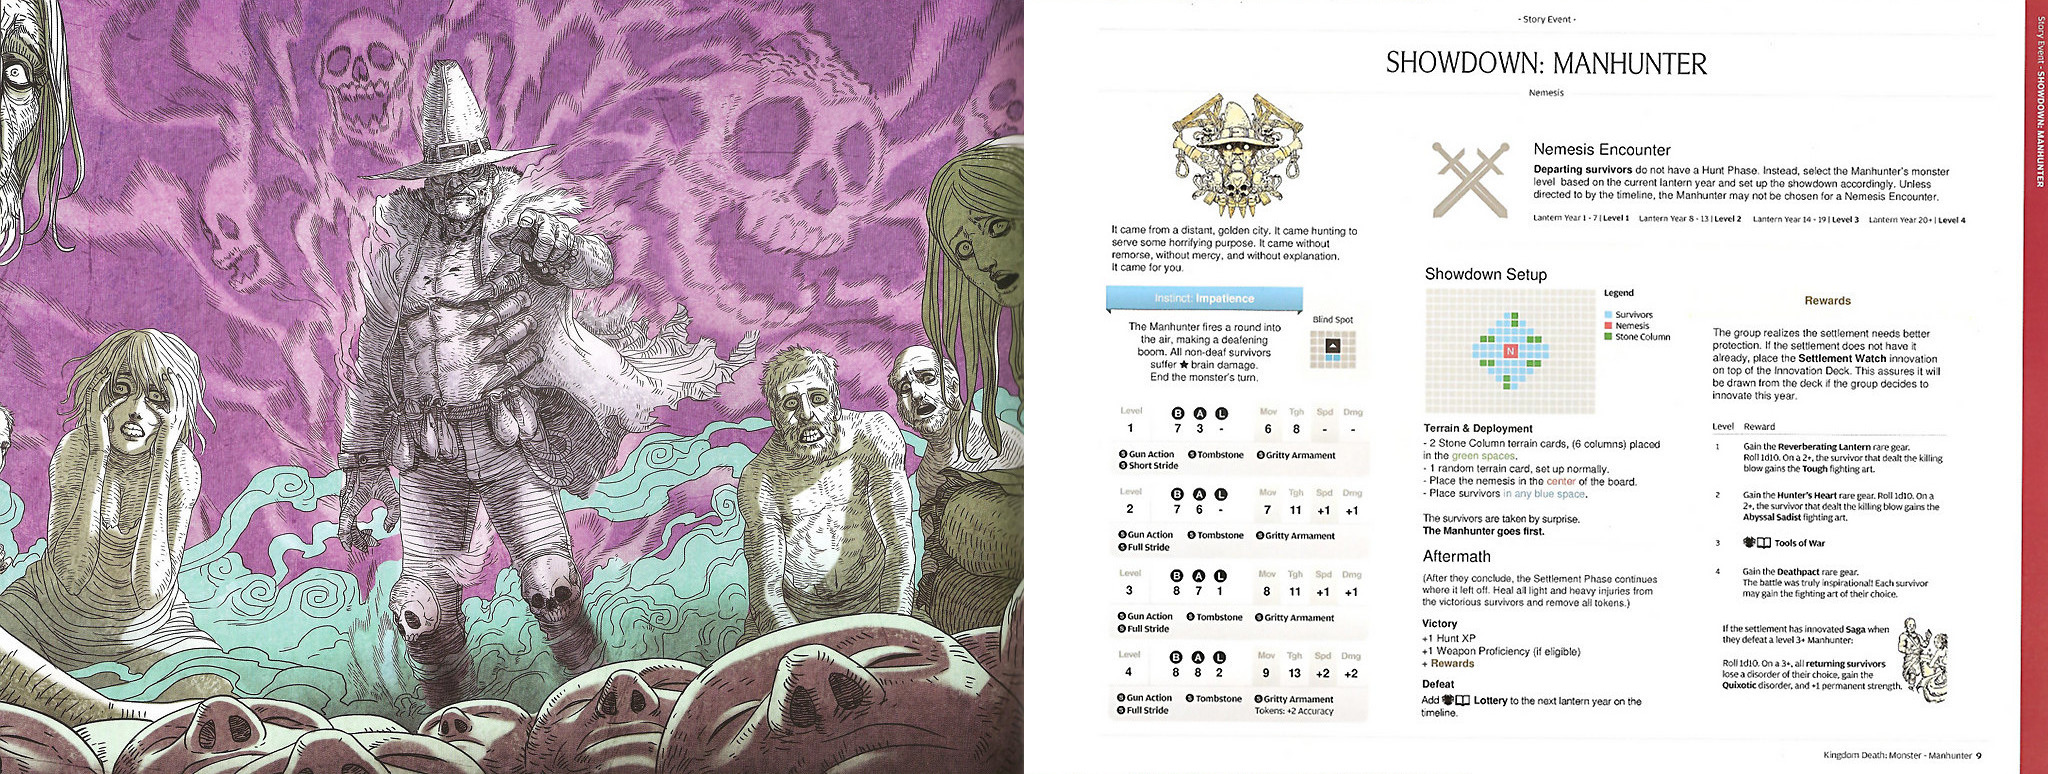 - Story Event -
SHOWDOWN: MANHUNTER
Nemesis
It came from a distant, golden city. It came hunting to
serve some horrifying purpose. It came without
remorse, without mercy, and without explanation.
It came for you.
Instinct: Impatience
The Manhunter fires a round into
the air, making a deafening
boom. All non-deaf survivors
suffer ★ brain damage.
End the monster's turn.
Blind Spot
Level B A L Mov Tgh Spd Dmg
1 7 3 - 6 8 - -
S Gun Action S Tombstone S Gritty Armament
S Short Stride
B A L Mov Tgh Spd Dmg
Level
2 7 6 - 7 11 +1 +1
S Gun Action S Tombstone S Gritty Armament
S Full Stride
Level B A L Mov Tgh Spd Dmg
3 8 7 1 8 11 +1 +1
S Gun Action S Tombstone S Gritty Armament
S Full Stride
Level B A L Mov Tgh Spd Dmg
4 8 8 2 9 13 +2 +2
S Gun Action S Tombstone S Gritty Armament
S Full Stride Tokens: +2 Accuracy
Nemesis Encounter
Departing survivors do not have a Hunt Phase. Instead, select the Manhunter's monster
level based on the current lantern year and set up the showdown accordingly. Unless
directed to by the timeline, the Manhunter may not be chosen for a Nemesis Encounter.
Lantern Year 1 - 7 | Level 1 Lantern Year 8 - 13 | Level 2 Lantern Year 14 - 19 | Level 3 Lantern Year 20+ | Level 4
Showdown Setup
N
Legend
Survivors
Nemesis
Stone Column
Terrain & Deployment
- 2 Stone Column terrain cards, (6 columns) placed
in the green spaces.
- 1 random terrain card, set up normally.
- Place the nemesis in the center of the board.
- Place survivors in any blue space.
The survivors are taken by surprise.
The Manhunter goes first.
Aftermath
(After they conclude, the Settlement Phase continues
where it left off. Heal all light and heavy injuries from
the victorious survivors and remove all tokens.)
Victory
+1 Hunt XP
+1 Weapon Proficiency (if eligible)
+ Rewards
Defeat
Add Lottery to the next lantern year on the
timeline.
Rewards
The group realizes the settlement needs better
protection. If the settlement does not have it
already, place the Settlement Watch innovation
on top of the Innovation Deck. This assures it will
be drawn from the deck if the group decides to
innovate this year.
Level Reward
1 Gain the Reverberating Lantern rare gear.
Roll 1d10. On a 2+, the survivor that dealt the killing
blow gains the Tough fighting art.
2 Gain the Hunter's Heart rare gear. Roll 1d10. On a
2+, the survivor that dealt the killing blow gains the
Abyssal Sadist fighting art.
3 Tools of War
4 Gain the Deathpact rare gear.
The battle was truly inspirational! Each survivor
may gain the fighting art of their choice.
If the settlement has innovated Saga when
they defeat a level 3+ Manhunter:
Roll 1d10. On a 3+, all returning survivors
lose a disorder of their choice, gain the
Quixotic disorder, and +1 permanent strength.
Kingdom Death: Monster - Manhunter 9
Story Event - SHOWDOWN: MANHUNTER